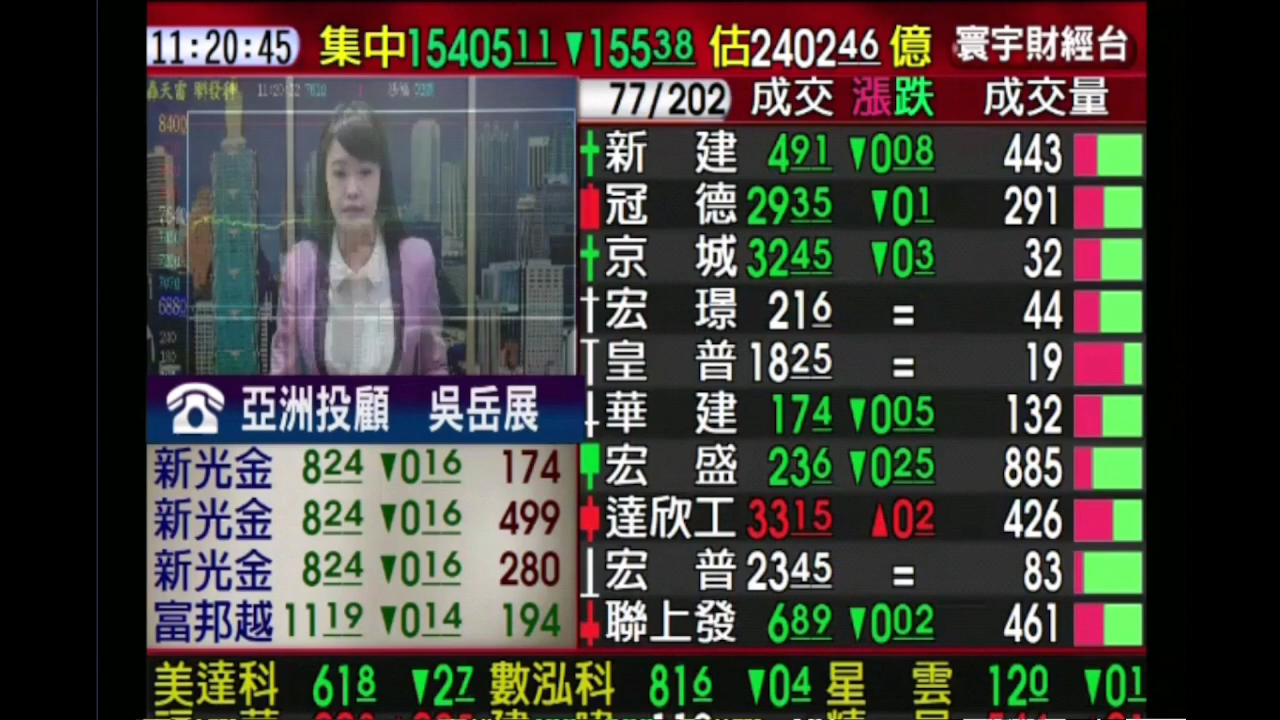 11:20:45 集中1540511▼15538 估240246億 寰宇財經台
77/202 成交 漲跌 成交量
新建 491 ▼008 443
冠德 2935 ▼01 291
京城 3245 ▼03 32
宏璟 216 = 44
皇普 1825 = 19
華建 174 ▼005 132
宏盛 236 ▼025 885
達欣工 3315 ▲02 426
宏普 2345 = 83
聯上發 689 ▼002 461
8400
6880
亞洲投顧 吳岳展
新光金 824 ▼016 174
新光金 824 ▼016 499
新光金 824 ▼016 280
富邦越 1119 ▼014 194
美達科 618 ▼27 數泓科 816 ▼04 星雲 120 ▼01